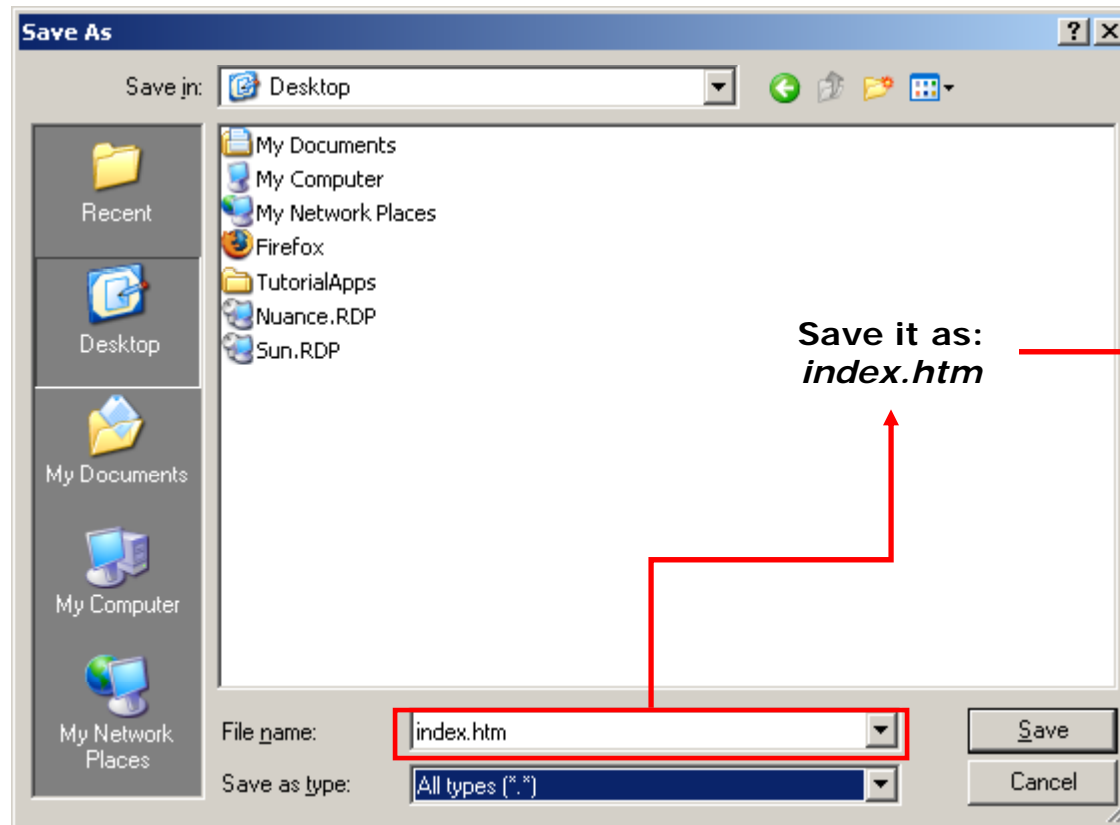 Save As
Save in:
Desktop
Recent
Desktop
My Documents
My Computer
My Network
Places
My Documents
My Computer
My Network Places
Firefox
TutorialApps
Nuance.RDP
Sun.RDP
Save it as:
index.htm
File name:
index.htm
Save
Save as type:
All types (*.*)
Cancel